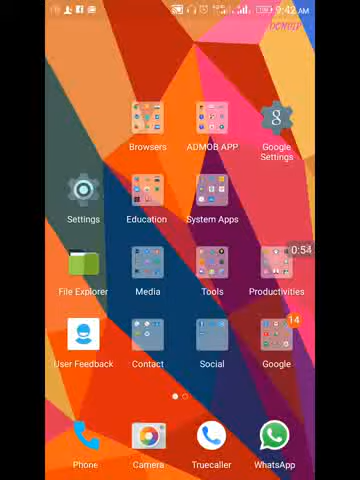 9:42 AM
Browsers
ADMOB APP
Google
Settings
Settings
Education
System Apps
0:54
File Explorer
Media
Tools
Productivities
14
User Feedback
Contact
Social
Google
Phone
Camera
Truecaller
WhatsApp